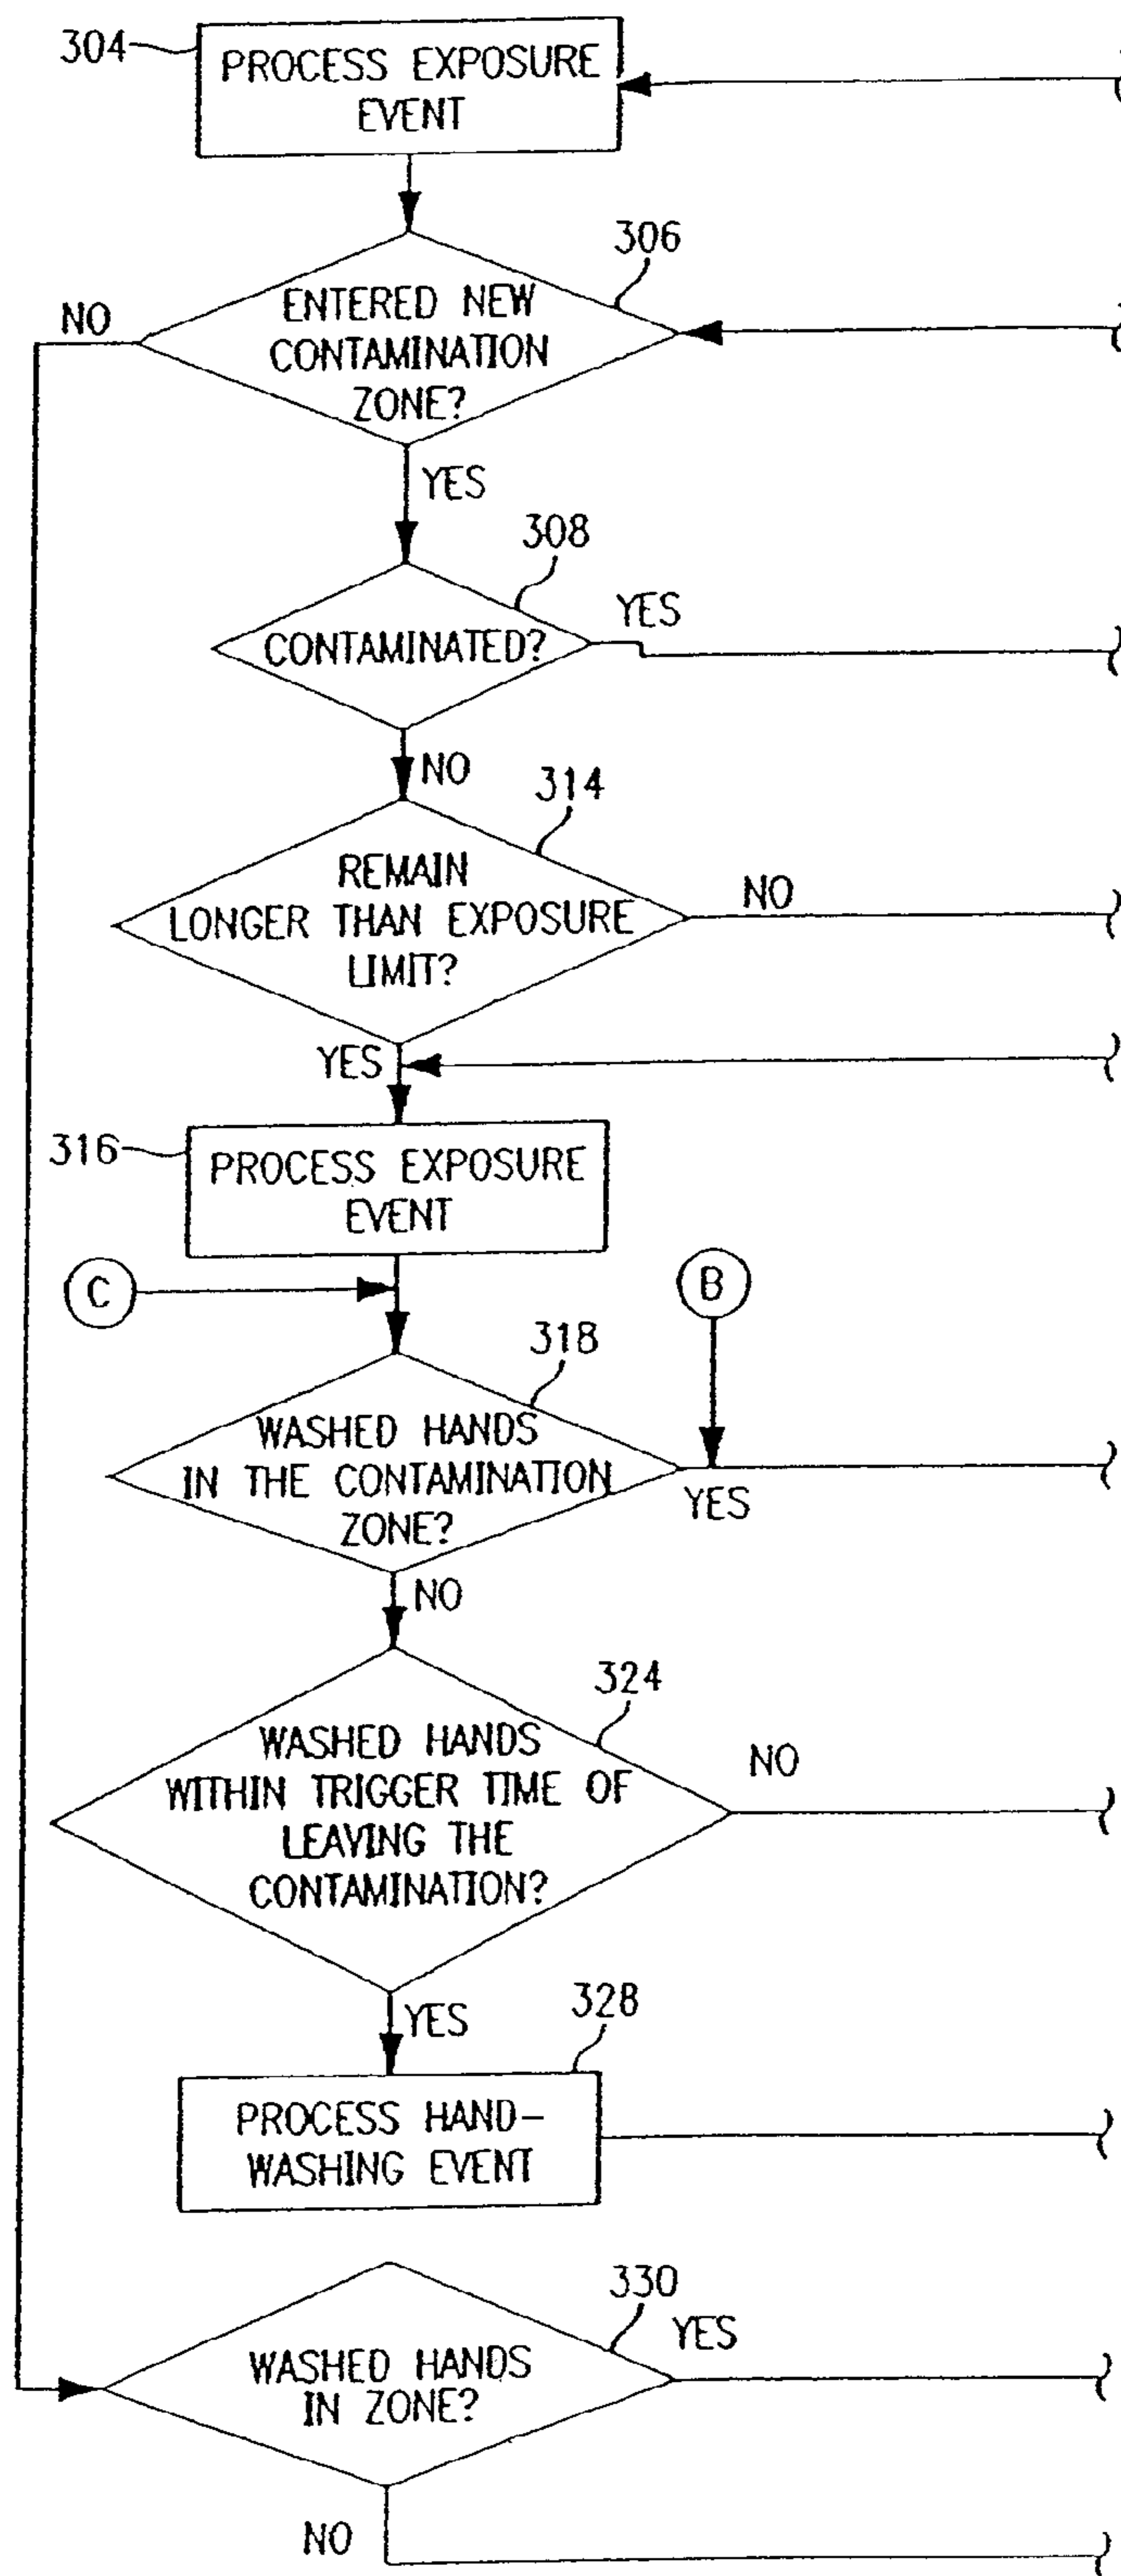 304
PROCESS EXPOSURE
EVENT
306
NO
ENTERED NEW
CONTAMINATION
ZONE?
YES
308
YES
CONTAMINATED?
NO
314
REMAIN
LONGER THAN EXPOSURE
LIMIT?
NO
YES
316
PROCESS EXPOSURE
EVENT
C
B
318
WASHED HANDS
IN THE CONTAMINATION
ZONE?
YES
NO
324
WASHED HANDS
WITHIN TRIGGER TIME OF
LEAVING THE
CONTAMINATION?
NO
YES
328
PROCESS HAND-
WASHING EVENT
330
YES
WASHED HANDS
IN ZONE?
NO